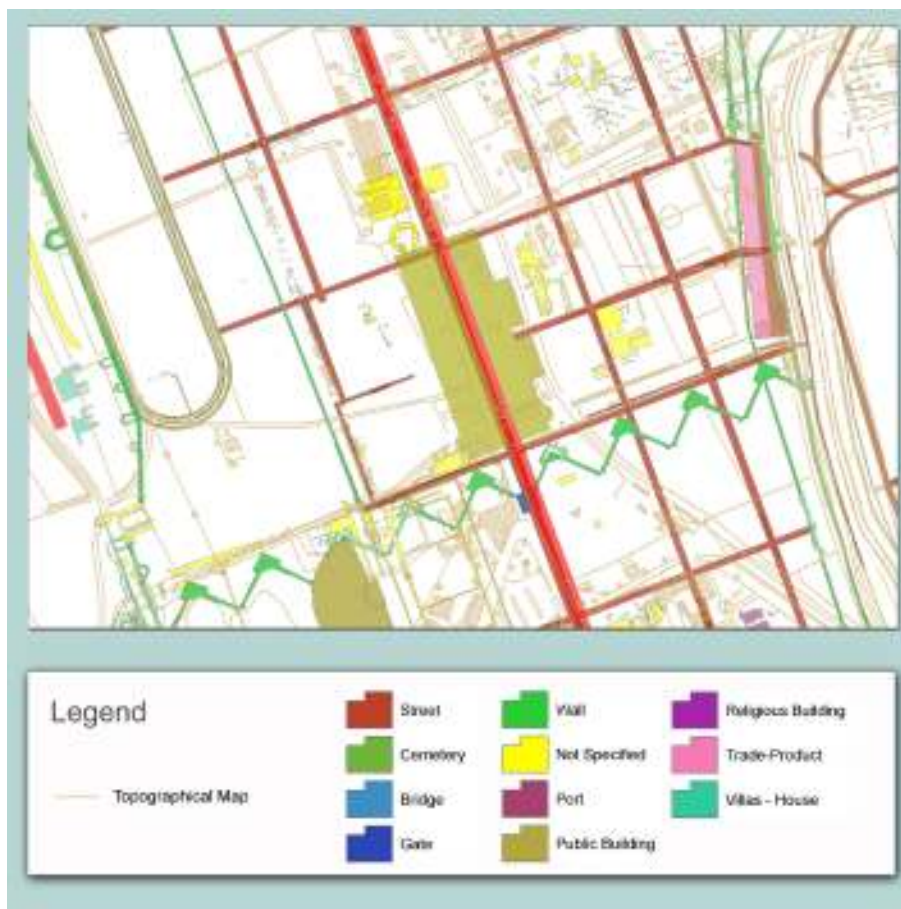 Legend
Topographical Map
Street
Cemetery
Bridge
Gate
Wall
Not Specified
Port
Public Building
Religious Building
Trade-Product
Villas - House